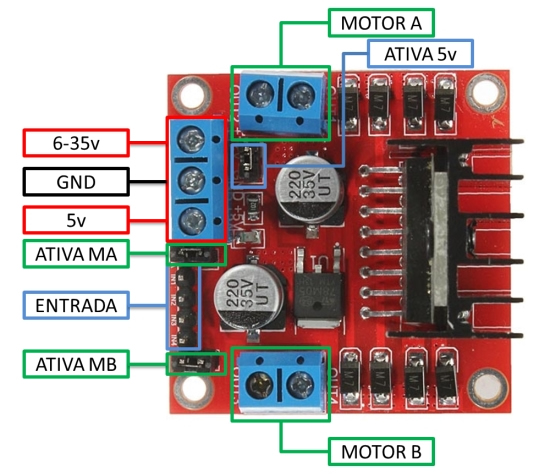 MOTOR A
ATIVA 5v
6-35v
GND
5v
ATIVA MA
ENTRADA
ATIVA MB
MOTOR B
220
35V
UT
220
35V
UT
IN1
IN2
IN3
IN4
M7
M7
M7
M7
M7
M7
M7
M7